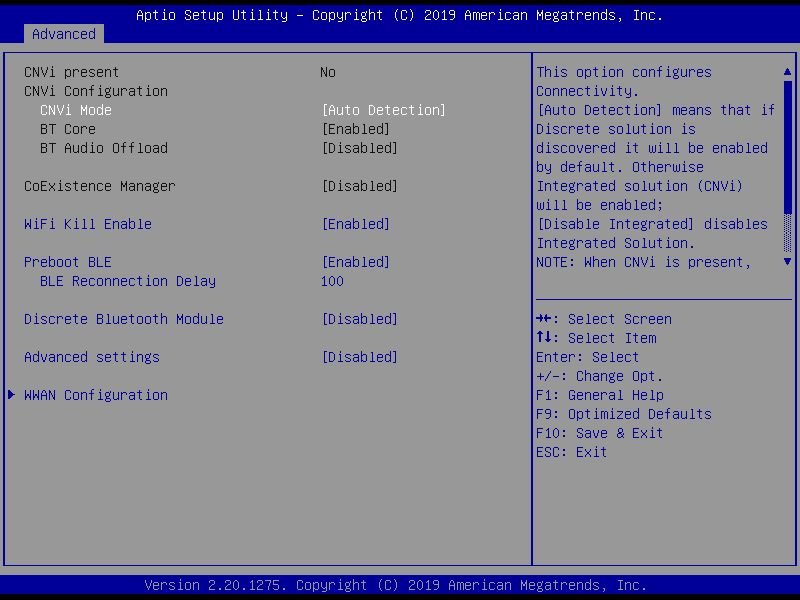 Aptio Setup Utility – Copyright (C) 2019 American Megatrends, Inc.
Advanced
CNVi present No
CNVi Configuration
CNVi Mode [Auto Detection]
BT Core [Enabled]
BT Audio Offload [Disabled]
CoExistence Manager [Disabled]
WiFi Kill Enable [Enabled]
Preboot BLE [Enabled]
BLE Reconnection Delay 100
Discrete Bluetooth Module [Disabled]
Advanced settings [Disabled]
WWAN Configuration
This option configures
Connectivity.
[Auto Detection] means that if
Discrete solution is
discovered it will be enabled
by default. Otherwise
Integrated solution (CNVi)
will be enabled;
[Disable Integrated] disables
Integrated Solution.
NOTE: When CNVi is present,
→←: Select Screen
↑↓: Select Item
Enter: Select
+/–: Change Opt.
F1: General Help
F9: Optimized Defaults
F10: Save & Exit
ESC: Exit
Version 2.20.1275. Copyright (C) 2019 American Megatrends, Inc.